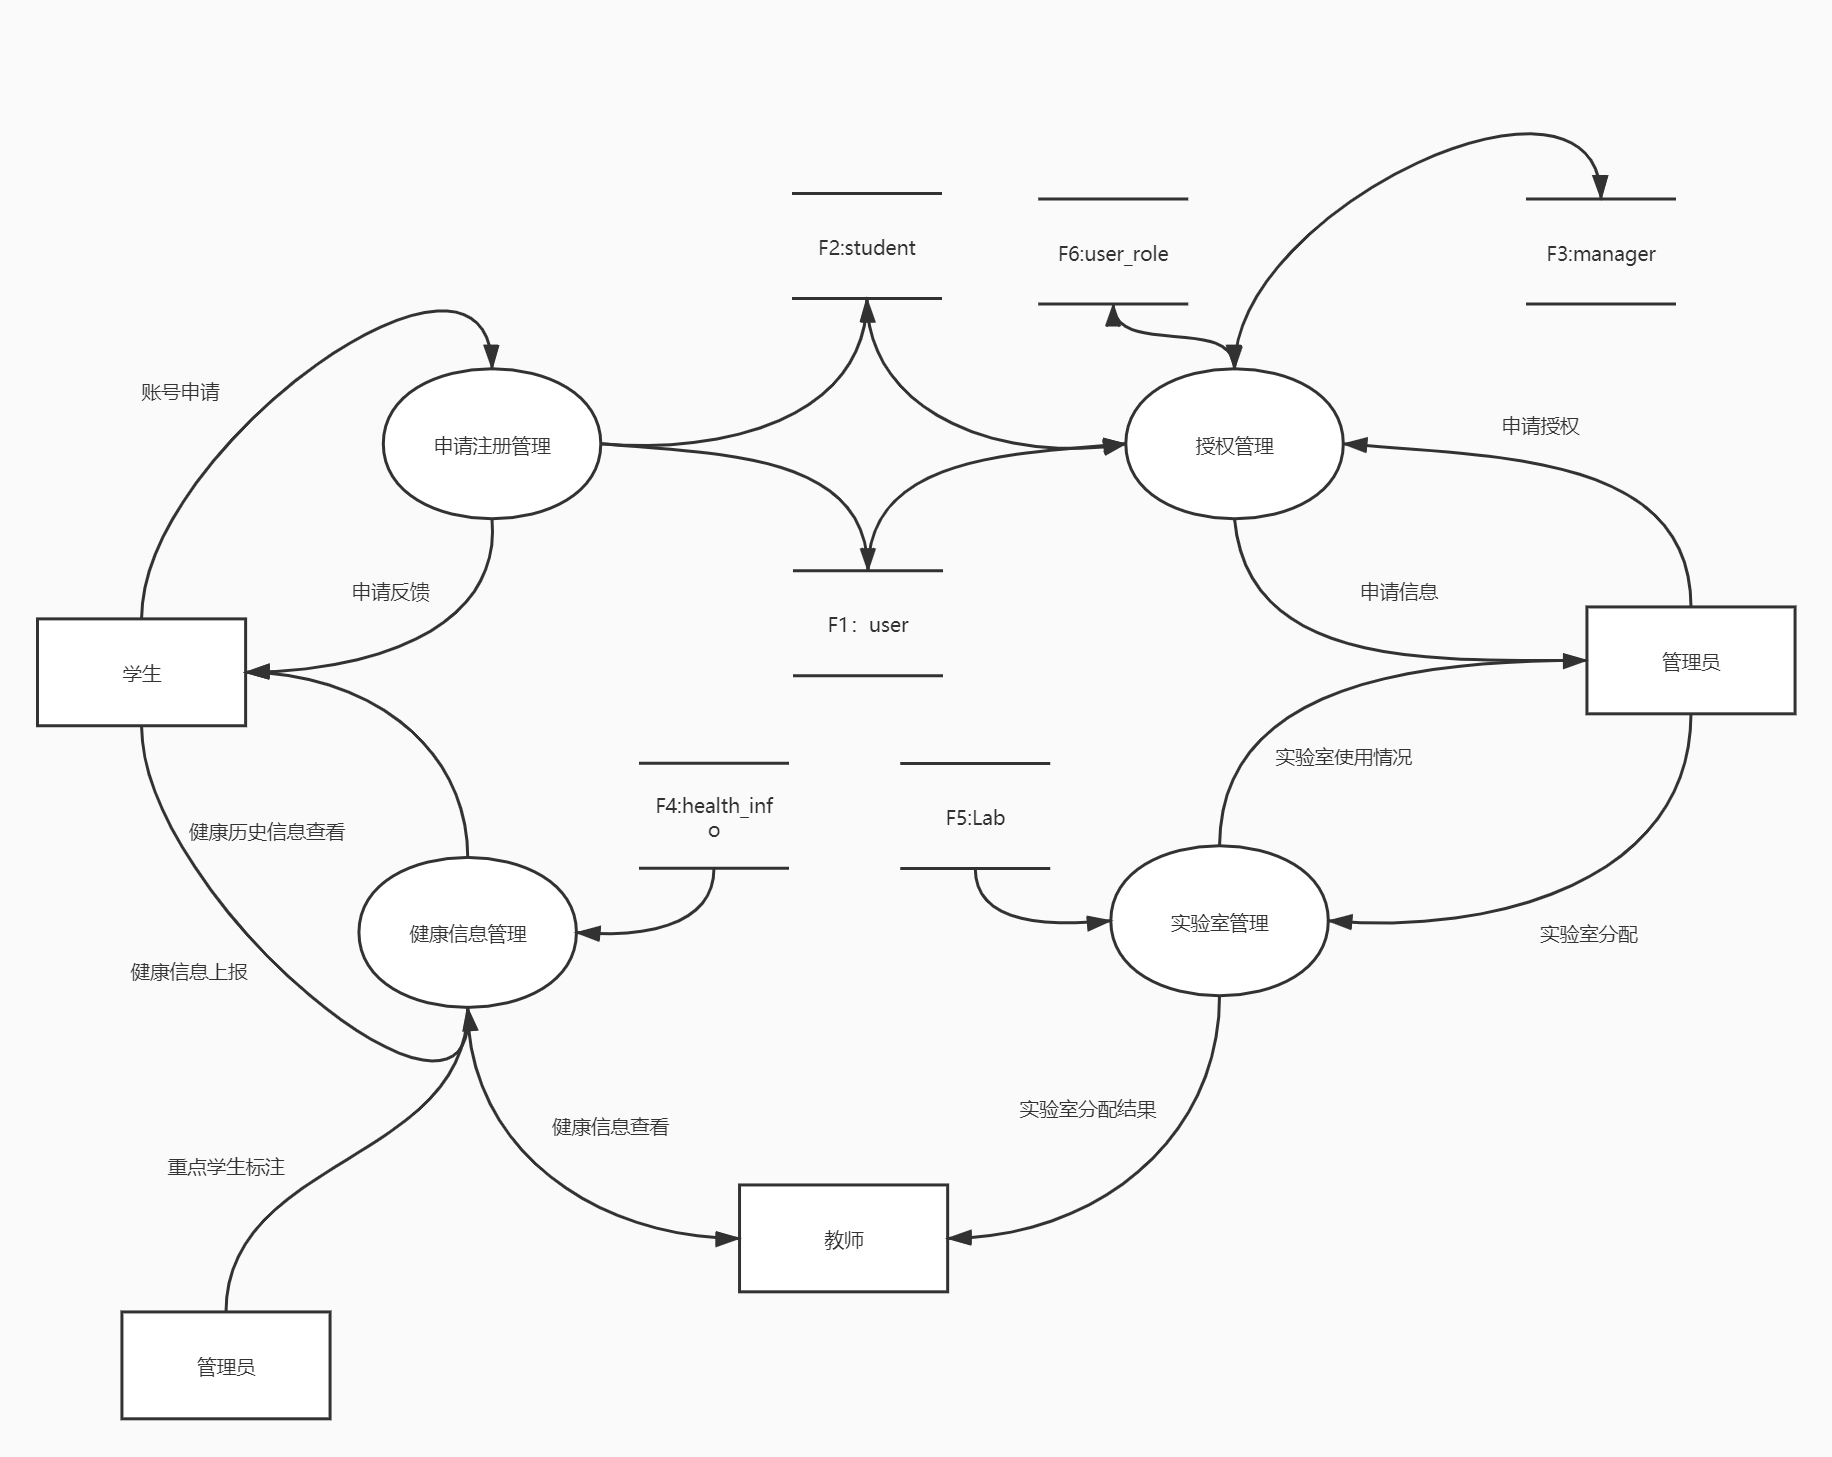 F2:student
F6:user_role
F3:manager
账号申请
申请注册管理
授权管理
申请授权
申请反馈
申请信息
F1：user
学生
管理员
实验室使用情况
F4:health_inf
o
F5:Lab
健康历史信息查看
健康信息管理
实验室管理
实验室分配
健康信息上报
实验室分配结果
健康信息查看
重点学生标注
教师
管理员